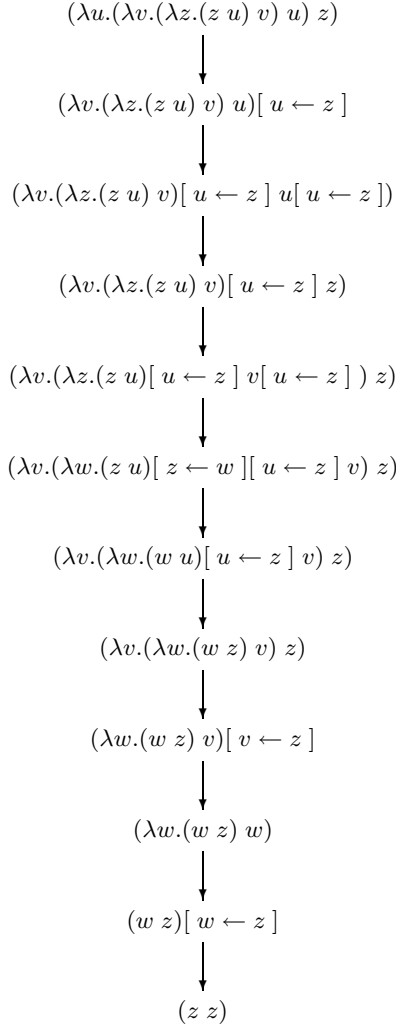 (λu.(λv.(λz.(z u) v) u) z)
(λv.(λz.(z u) v) u)[ u ← z ]
(λv.(λz.(z u) v)[ u ← z ] u[ u ← z ])
(λv.(λz.(z u) v)[ u ← z ] z)
(λv.(λz.(z u)[ u ← z ] v[ u ← z ] ) z)
(λv.(λw.(z u)[ z ← w ][ u ← z ] v) z)
(λv.(λw.(w u)[ u ← z ] v) z)
(λv.(λw.(w z) v) z)
(λw.(w z) v)[ v ← z ]
(λw.(w z) w)
(w z)[ w ← z ]
(z z)